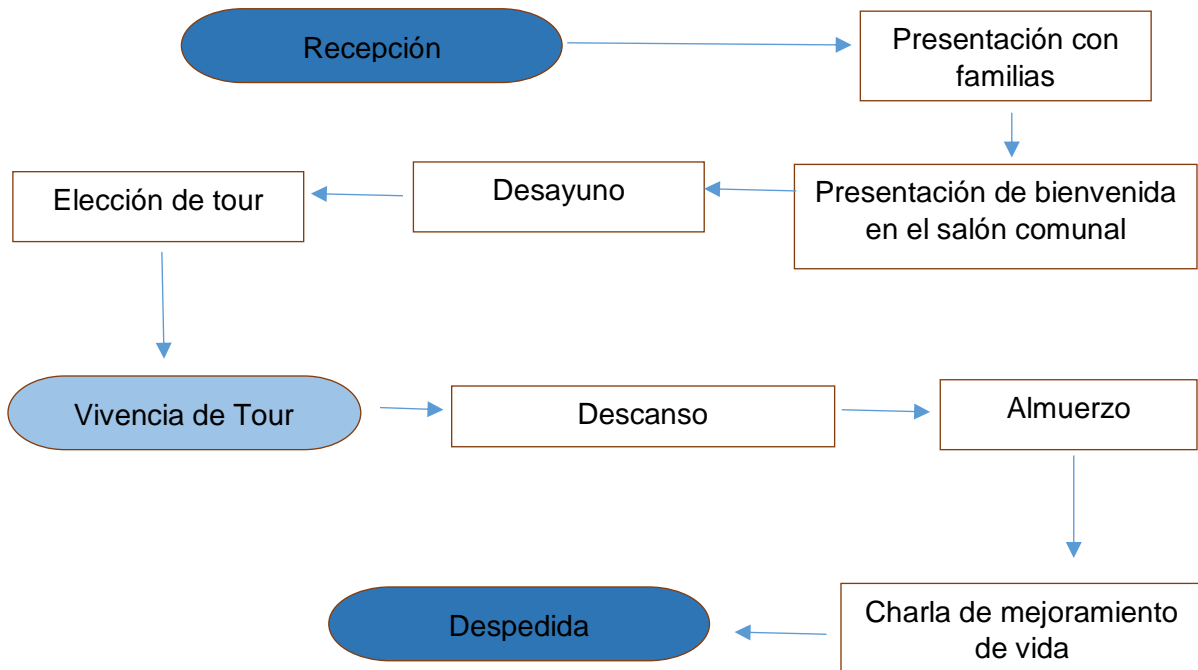 Recepción
Presentación con
familias
Presentación de bienvenida
en el salón comunal
Desayuno
Elección de tour
Vivencia de Tour
Descanso
Almuerzo
Charla de mejoramiento
de vida
Despedida